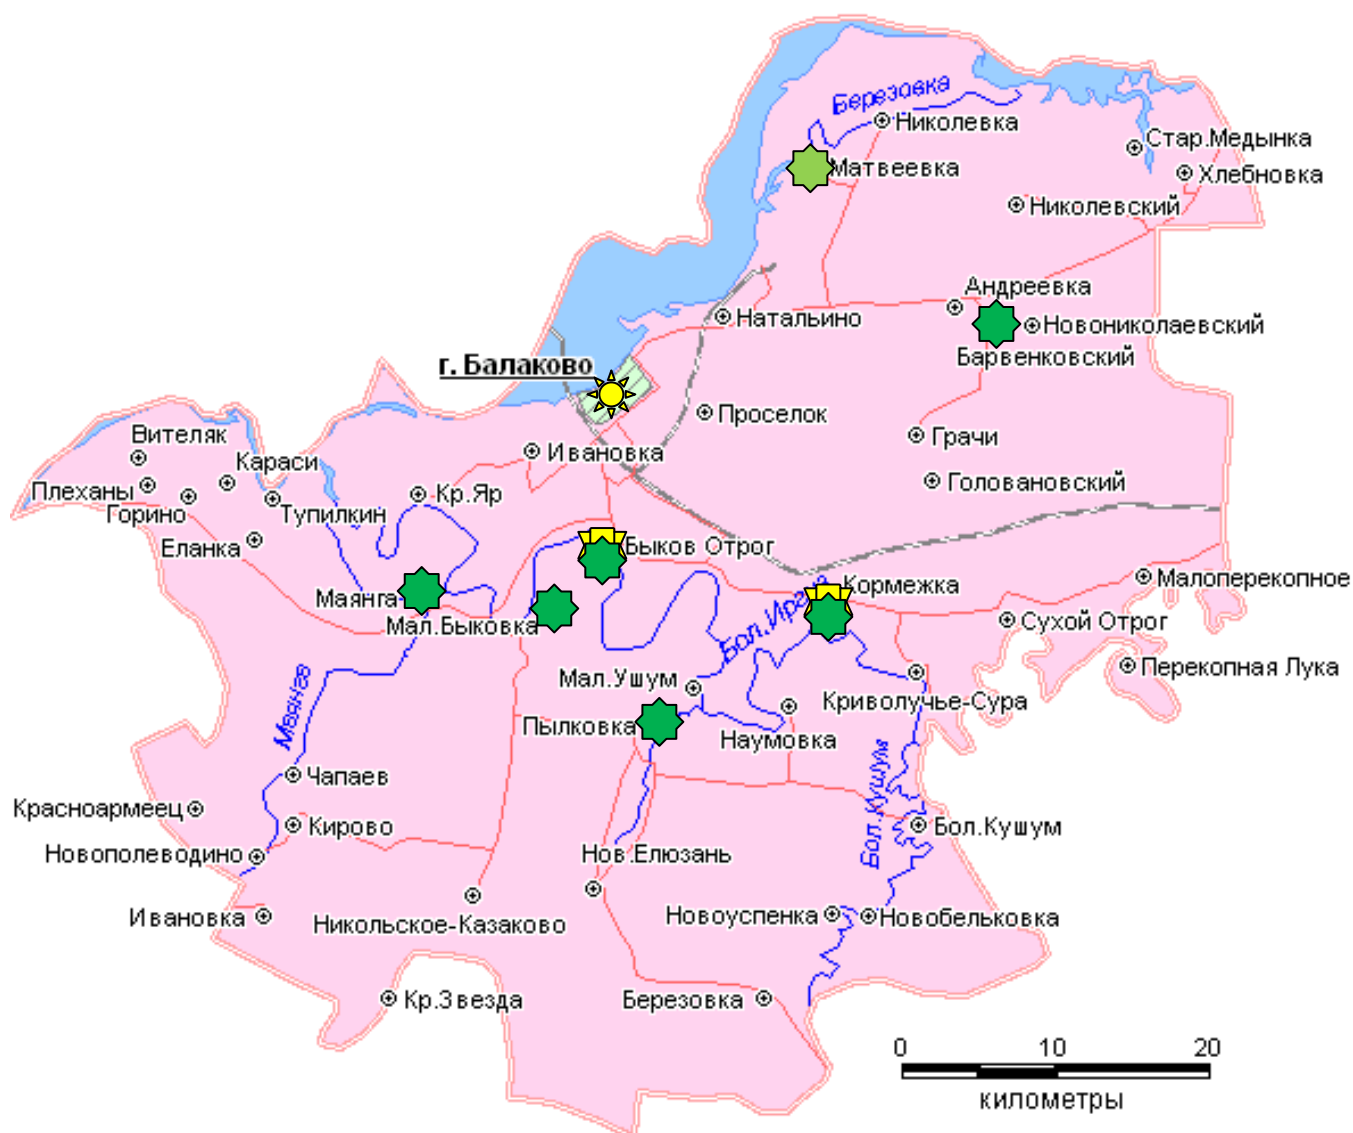 Березовка
Николевка
Стар.Медынка
Матвеевка
Хлебновка
Николевский
Андреевка
Натальино
Новониколаевский
Барвенковский
г. Балаково
Проселок
Вителяк
Грачи
Ивановка
Караси
Плеханы
Кр.Яр
Головановский
Горино
Тупилкин
Еланка
Быков Отрог
Малоперекопное
Кормежка
Маянга
Бол.Иргиз
Мал.Быковка
Сухой Отрог
Перекопная Лука
Мал.Ушум
Криволучье-Сура
Маянга
Пылковка
Наумовка
Чапаев
Красноармеец
Бол.Кушум
Кирово
Бол.Кушум
Новополеводино
Нов.Елюзань
Ивановка
Никольское-Казаково
Новоуспенка
Новобельковка
Кр.Звезда
Березовка
0 10 20
километры